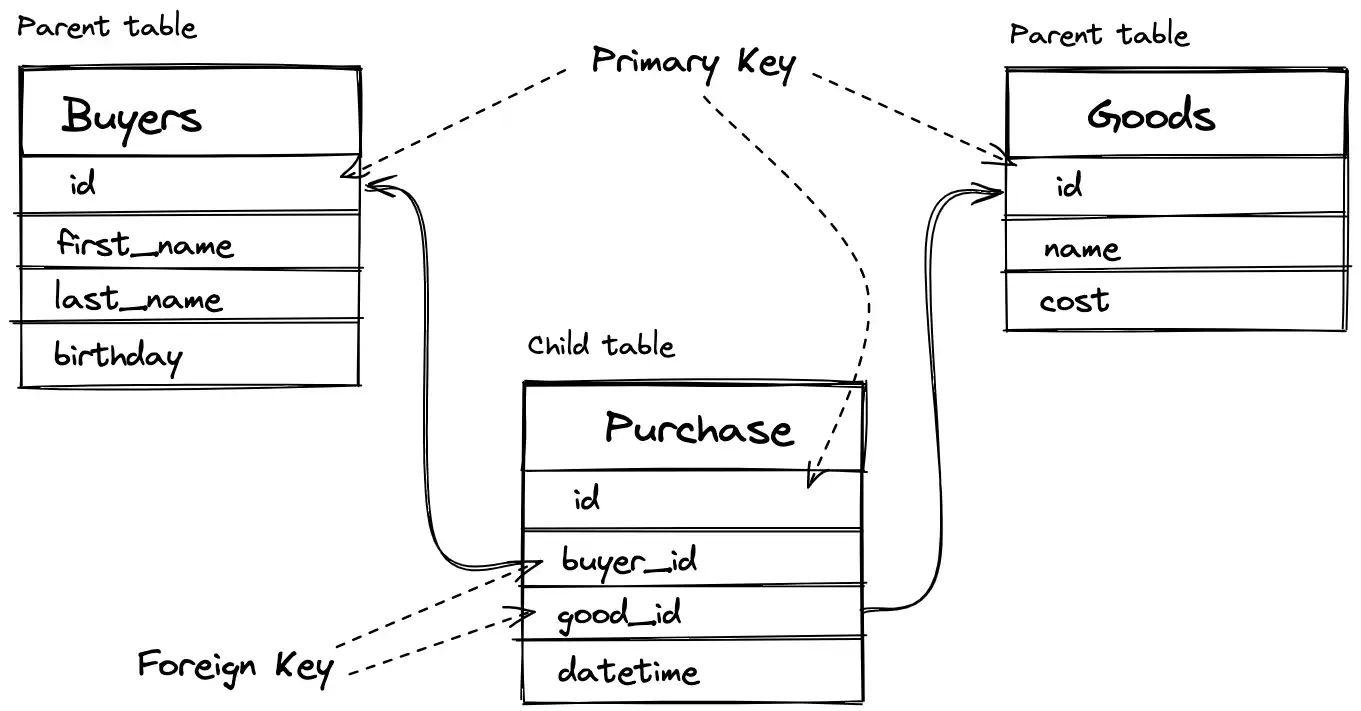 Parent table
Buyers
id
first_name
last_name
birthday
Primary Key
Parent table
Goods
id
name
cost
Child table
Purchase
id
buyer_id
good_id
datetime
Foreign Key